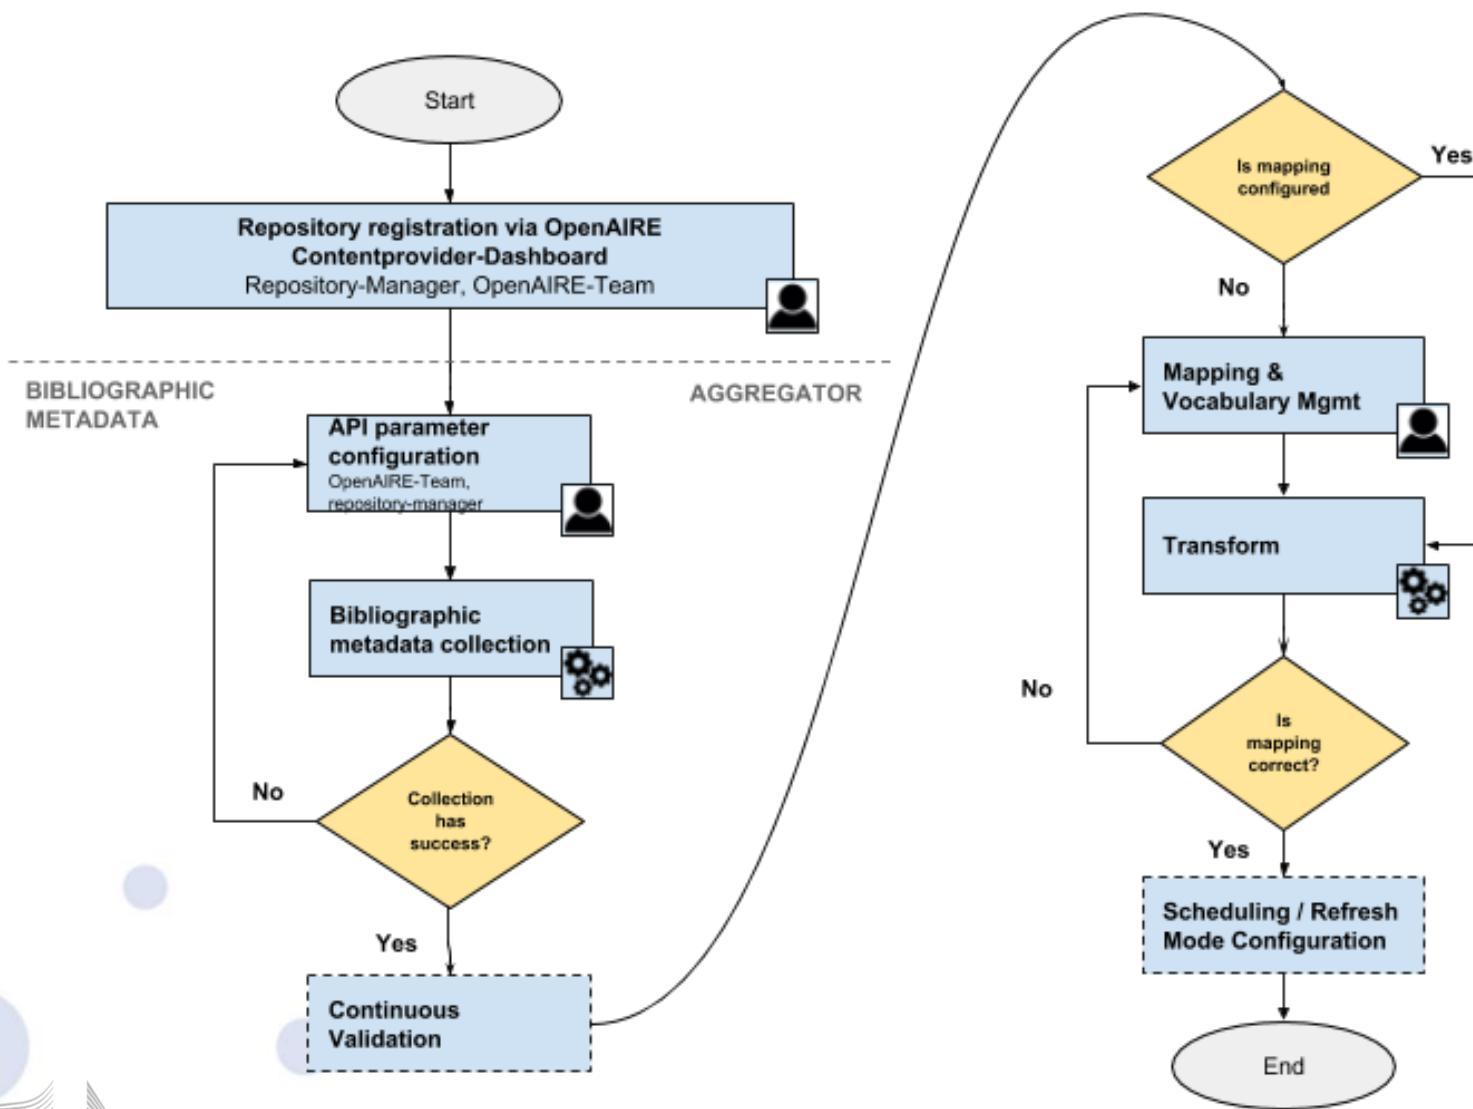 Start
Repository registration via OpenAIRE
Contentprovider-Dashboard
Repository-Manager, OpenAIRE-Team
BIBLIOGRAPHIC
METADATA
AGGREGATOR
API parameter
configuration
OpenAIRE-Team,
repository-manager
Bibliographic
metadata collection
No
Collection
has
success?
Yes
Continuous
Validation
Is mapping
configured
Yes
No
Mapping &
Vocabulary Mgmt
Transform
No
Is
mapping
correct?
Yes
Scheduling / Refresh
Mode Configuration
End